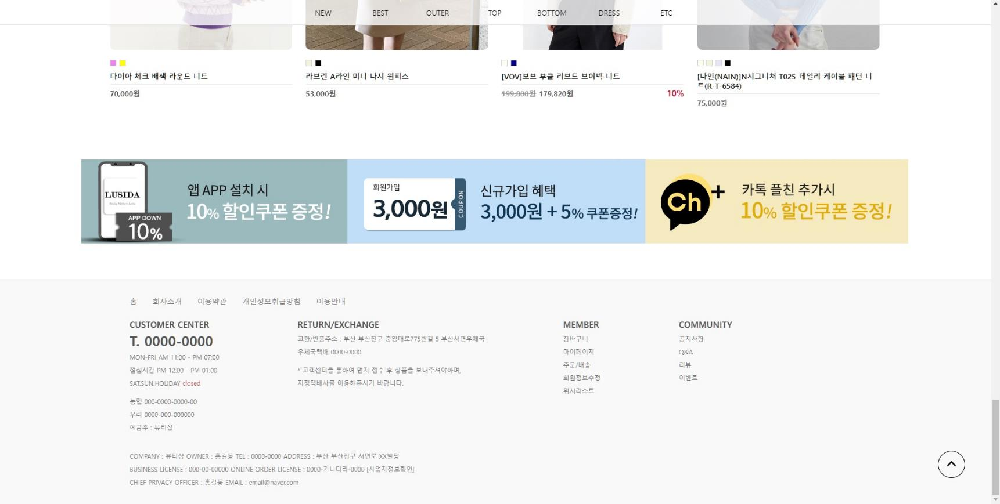 NEW BEST OUTER TOP BOTTOM DRESS ETC
다이아 체크 배색 라운드 니트
70,000원
라브린 A라인 미니 나시 원피스
53,000원
[VOV]보브 부클 리브드 브이넥 니트
199,800원 179,820원 10%
[나인(NAIN)]N시그니처 T025-데일리 케이블 패턴 니
트(R-T-6584)
75,000원
LUSIDA
APP DOWN
10%
앱 APP 설치 시
10% 할인쿠폰 증정!
회원가입
3,000원
COUPON
신규가입 혜택
3,000원 + 5% 쿠폰증정!
Ch+
카톡 플친 추가시
10% 할인쿠폰 증정!
홈 회사소개 이용약관 개인정보취급방침 이용안내
CUSTOMER CENTER
T. 0000-0000
MON-FRI AM 11:00 - PM 07:00
점심시간 PM 12:00 - PM 01:00
SAT.SUN.HOLIDAY closed
농협 000-0000-0000-00
우리 0000-000-000000
예금주 : 뷰티샵
RETURN/EXCHANGE
교환/반품주소 : 부산 부산진구 중앙대로775번길 5 부산서면우체국
우체국택배 0000-0000
* 고객센터를 통하여 먼저 접수 후 상품을 보내주셔야하며,
지정택배사를 이용해주시기 바랍니다.
MEMBER
장바구니
마이페이지
주문/배송
회원정보수정
위시리스트
COMMUNITY
공지사항
Q&A
리뷰
이벤트
COMPANY : 뷰티샵 OWNER : 홍길동 TEL : 0000-0000 ADDRESS : 부산 부산진구 서면로 XX빌딩
BUSINESS LICENSE : 000-00-00000 ONLINE ORDER LICENSE : 0000-가나다라-0000 [사업자정보확인]
CHIEF PRIVACY OFFICER : 홍길동 EMAIL : email@naver.com